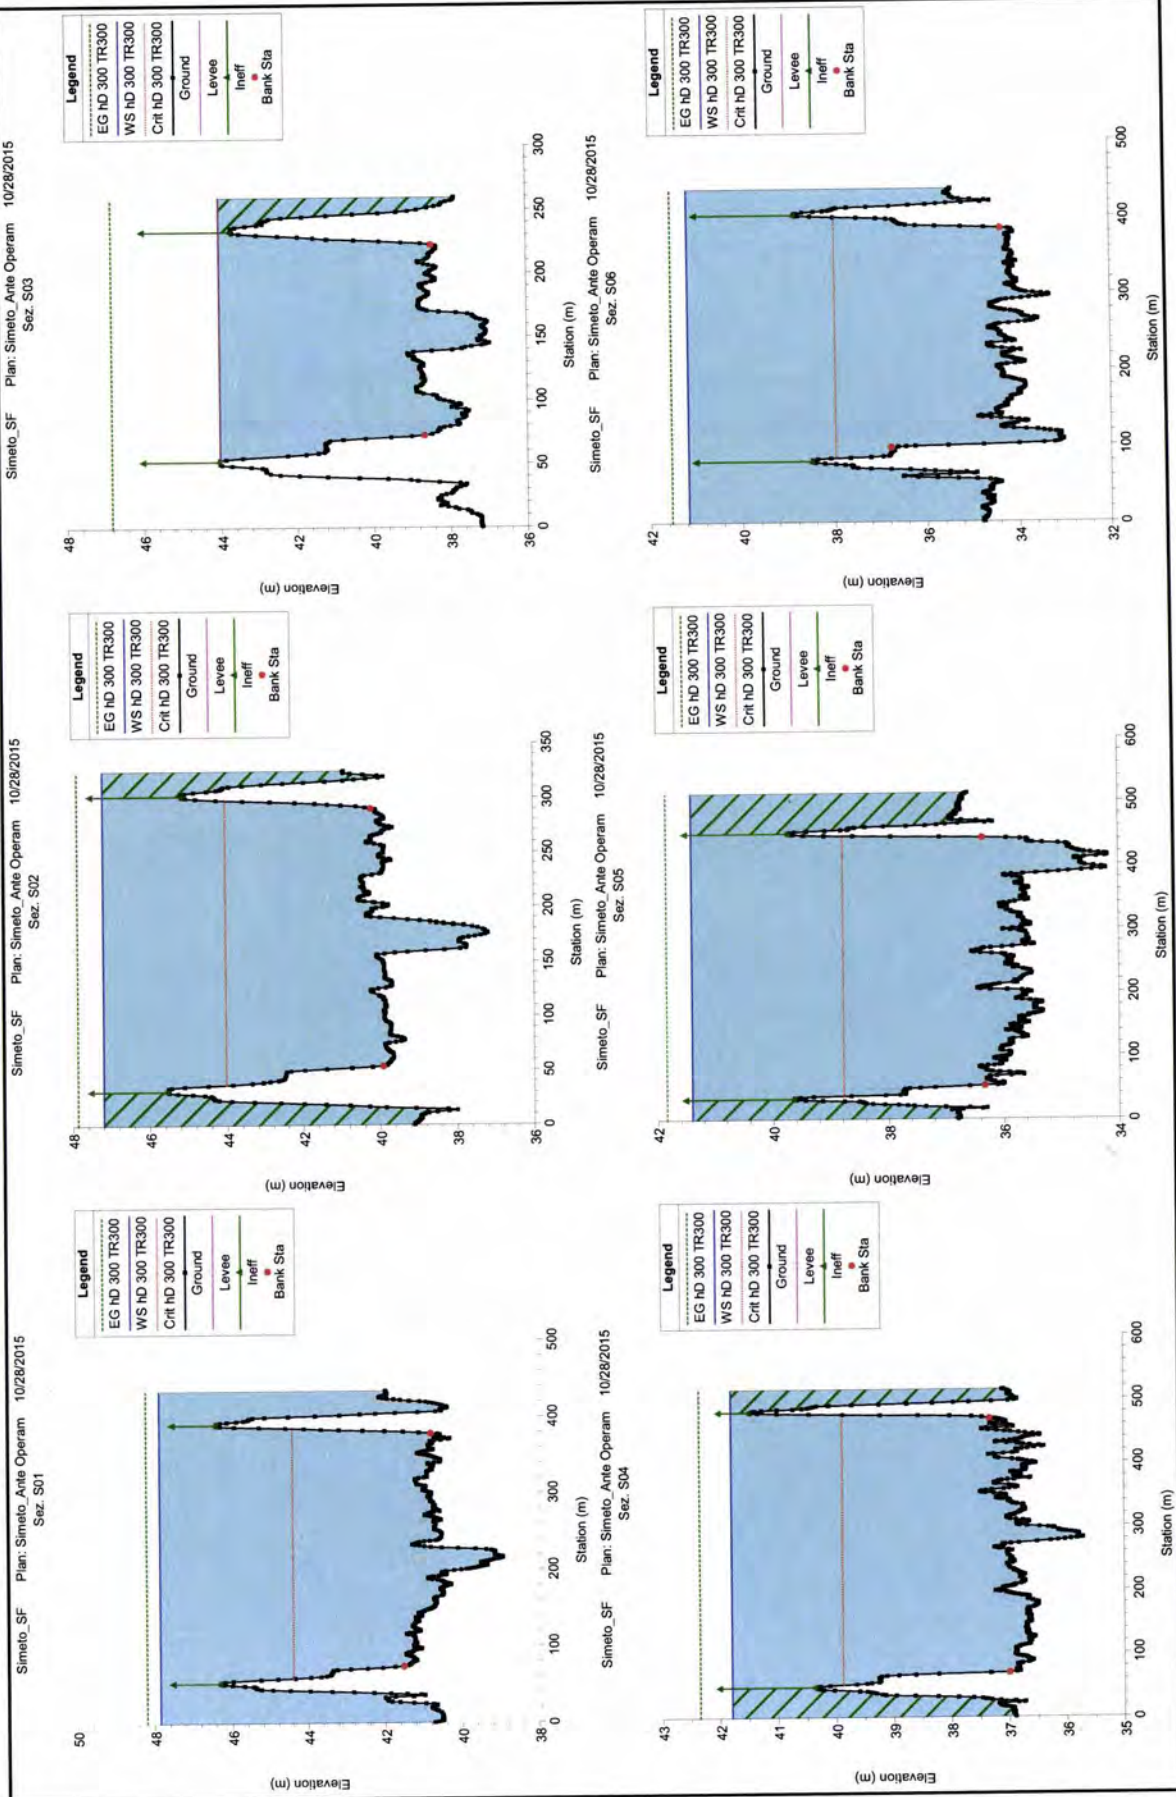 Simeto_SF Plan: Simeto_Ante Operam 10/28/2015
Sez. S01
Elevation (m)
50
48
46
44
42
40
38
0
100
200
300
400
500
Station (m)
Legend
EG hD 300 TR300
WS hD 300 TR300
Crit hD 300 TR300
Ground
Levee
Ineff
Bank Sta
Simeto_SF Plan: Simeto_Ante Operam 10/28/2015
Sez. S02
Elevation (m)
48
46
44
42
40
38
36
0
50
100
150
200
250
300
350
Station (m)
Legend
EG hD 300 TR300
WS hD 300 TR300
Crit hD 300 TR300
Ground
Levee
Ineff
Bank Sta
Simeto_SF Plan: Simeto_Ante Operam 10/28/2015
Sez. S03
Elevation (m)
48
46
44
42
40
38
36
0
50
100
150
200
250
300
Station (m)
Legend
EG hD 300 TR300
WS hD 300 TR300
Crit hD 300 TR300
Ground
Levee
Ineff
Bank Sta
Simeto_SF Plan: Simeto_Ante Operam 10/28/2015
Sez. S04
Elevation (m)
43
42
41
40
39
38
37
36
35
0
100
200
300
400
500
600
Station (m)
Legend
EG hD 300 TR300
WS hD 300 TR300
Crit hD 300 TR300
Ground
Levee
Ineff
Bank Sta
Simeto_SF Plan: Simeto_Ante Operam 10/28/2015
Sez. S05
Elevation (m)
42
40
38
36
34
0
100
200
300
400
500
600
Station (m)
Legend
EG hD 300 TR300
WS hD 300 TR300
Crit hD 300 TR300
Ground
Levee
Ineff
Bank Sta
Simeto_SF Plan: Simeto_Ante Operam 10/28/2015
Sez. S06
Elevation (m)
42
40
38
36
34
32
0
100
200
300
400
500
Station (m)
Legend
EG hD 300 TR300
WS hD 300 TR300
Crit hD 300 TR300
Ground
Levee
Ineff
Bank Sta